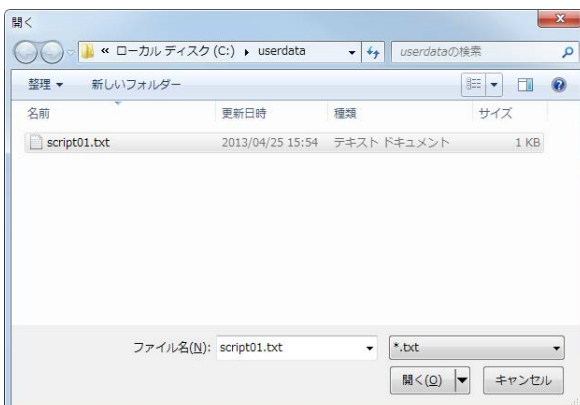 開く
« ローカル ディスク (C:) userdata userdataの検索
整理 新しいフォルダー
名前 更新日時 種類 サイズ
script01.txt 2013/04/25 15:54 テキスト ドキュメント 1 KB
ファイル名(N): script01.txt *.txt
開く(O) キャンセル